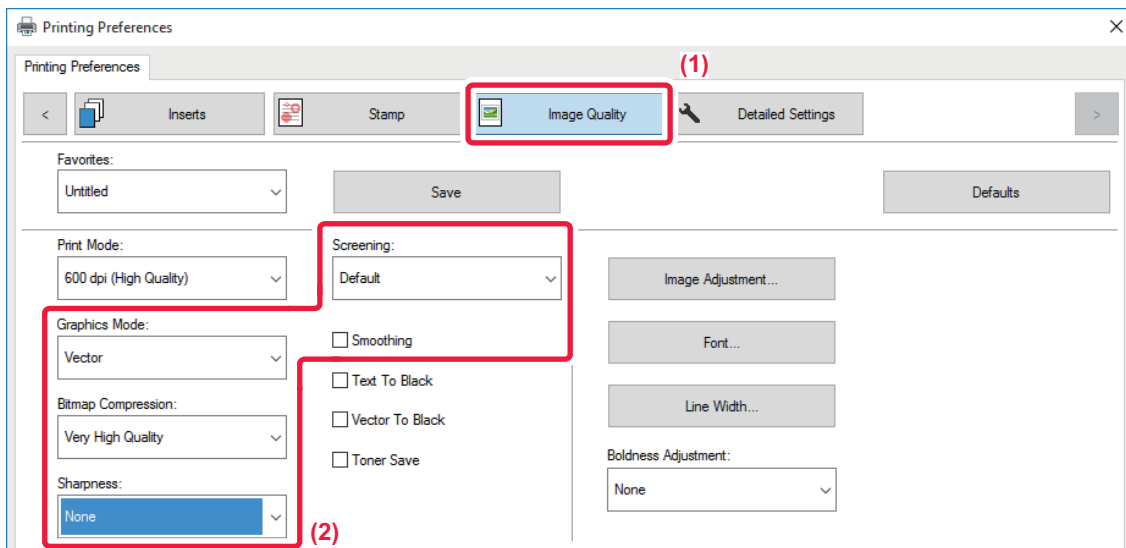 Printing Preferences
Printing Preferences
(1)
< Inserts Stamp Image Quality Detailed Settings >
Favorites:
Untitled Save Defaults
Print Mode: Screening:
600 dpi (High Quality) Default Image Adjustment...
Graphics Mode:
Vector Smoothing Font...
Text To Black
Bitmap Compression: Vector To Black Line Width...
Very High Quality
Toner Save Boldness Adjustment:
Sharpness:
None None
(2)